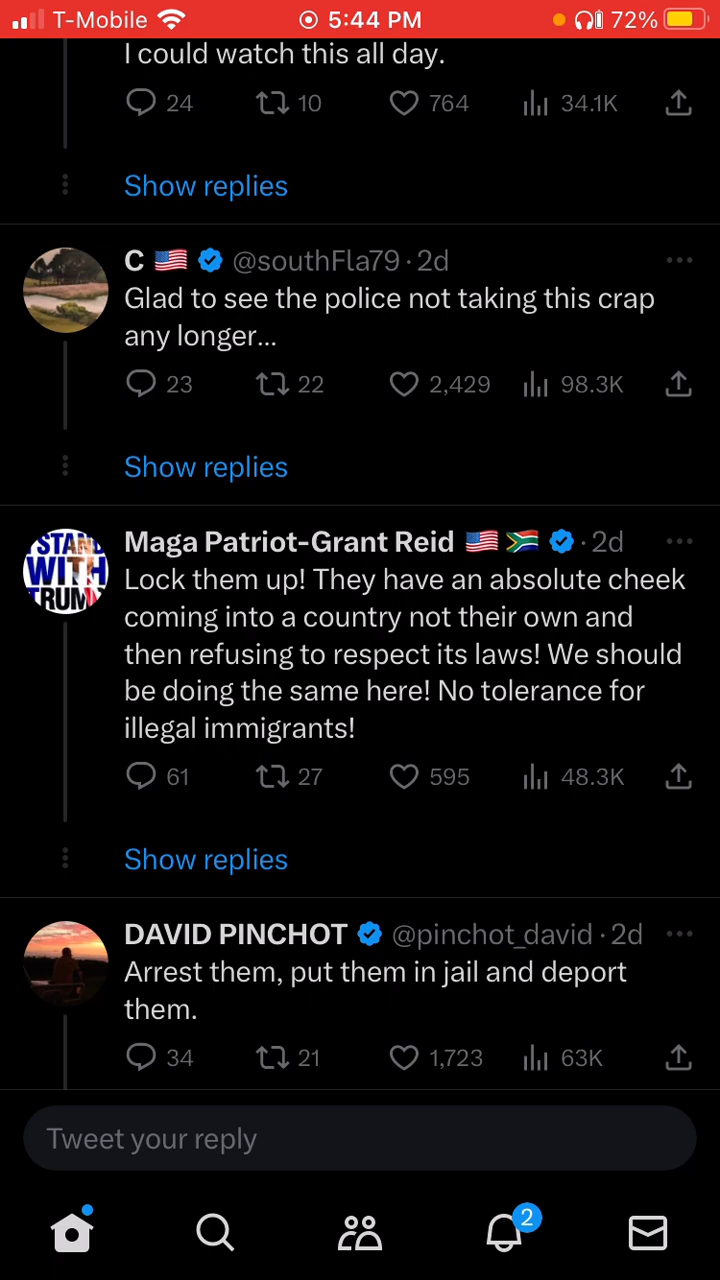 T-Mobile 5:44 PM 72%
I could watch this all day.
24 10 764 34.1K
Show replies
C @southFla79 · 2d
Glad to see the police not taking this crap
any longer...
23 22 2,429 98.3K
Show replies
STAND
WITH
TRUM
Maga Patriot-Grant Reid · 2d
Lock them up! They have an absolute cheek
coming into a country not their own and
then refusing to respect its laws! We should
be doing the same here! No tolerance for
illegal immigrants!
61 27 595 48.3K
Show replies
DAVID PINCHOT @pinchot_david · 2d
Arrest them, put them in jail and deport
them.
34 21 1,723 63K
Tweet your reply
2